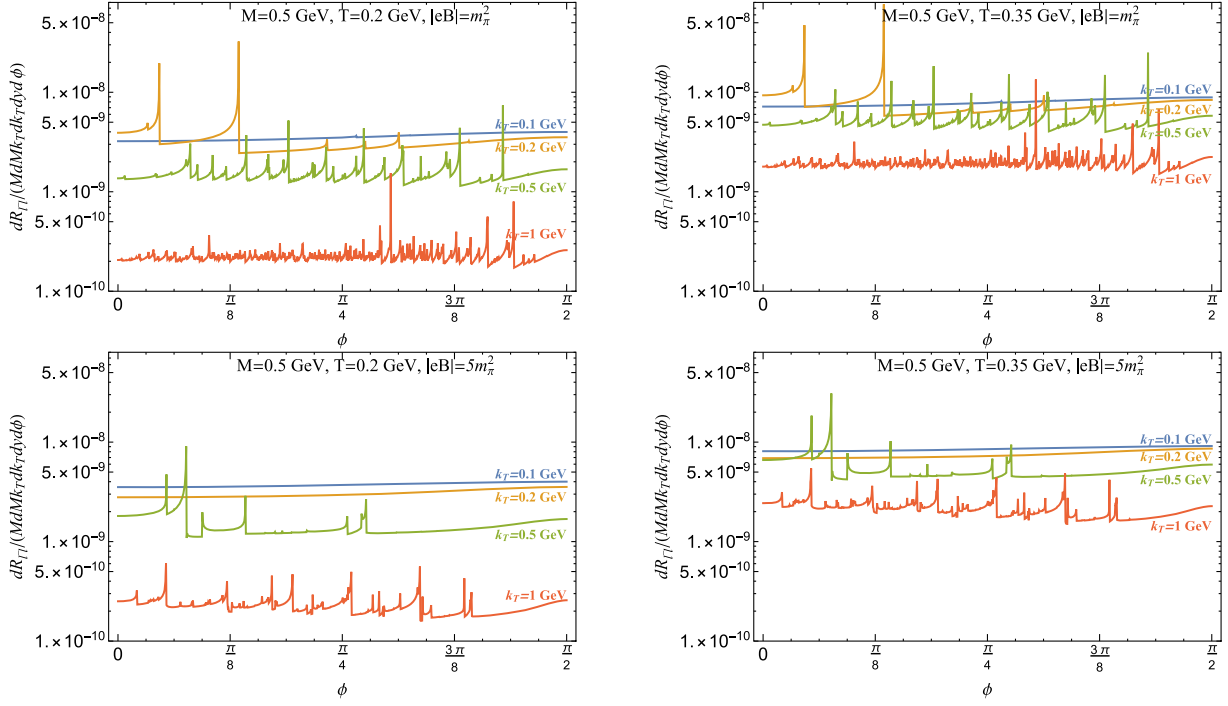 M=0.5 GeV, T=0.2 GeV, |eB|=m_π^2
dR_{l̅l}/(MdMk_Tdk_Tdydϕ)
5.×10^-8
1.×10^-8
5.×10^-9
1.×10^-9
5.×10^-10
1.×10^-10
k_T=0.1 GeV
k_T=0.2 GeV
k_T=0.5 GeV
k_T=1 GeV
0 π/8 π/4 3π/8 π/2
ϕ
M=0.5 GeV, T=0.35 GeV, |eB|=m_π^2
dR_{l̅l}/(MdMk_Tdk_Tdydϕ)
5.×10^-8
1.×10^-8
5.×10^-9
1.×10^-9
5.×10^-10
1.×10^-10
k_T=0.1 GeV
k_T=0.2 GeV
k_T=0.5 GeV
k_T=1 GeV
0 π/8 π/4 3π/8 π/2
ϕ
M=0.5 GeV, T=0.2 GeV, |eB|=5m_π^2
dR_{l̅l}/(MdMk_Tdk_Tdydϕ)
5.×10^-8
1.×10^-8
5.×10^-9
1.×10^-9
5.×10^-10
1.×10^-10
k_T=0.1 GeV
k_T=0.2 GeV
k_T=0.5 GeV
k_T=1 GeV
0 π/8 π/4 3π/8 π/2
ϕ
M=0.5 GeV, T=0.35 GeV, |eB|=5m_π^2
dR_{l̅l}/(MdMk_Tdk_Tdydϕ)
5.×10^-8
1.×10^-8
5.×10^-9
1.×10^-9
5.×10^-10
1.×10^-10
k_T=0.1 GeV
k_T=0.2 GeV
k_T=0.5 GeV
k_T=1 GeV
0 π/8 π/4 3π/8 π/2
ϕ